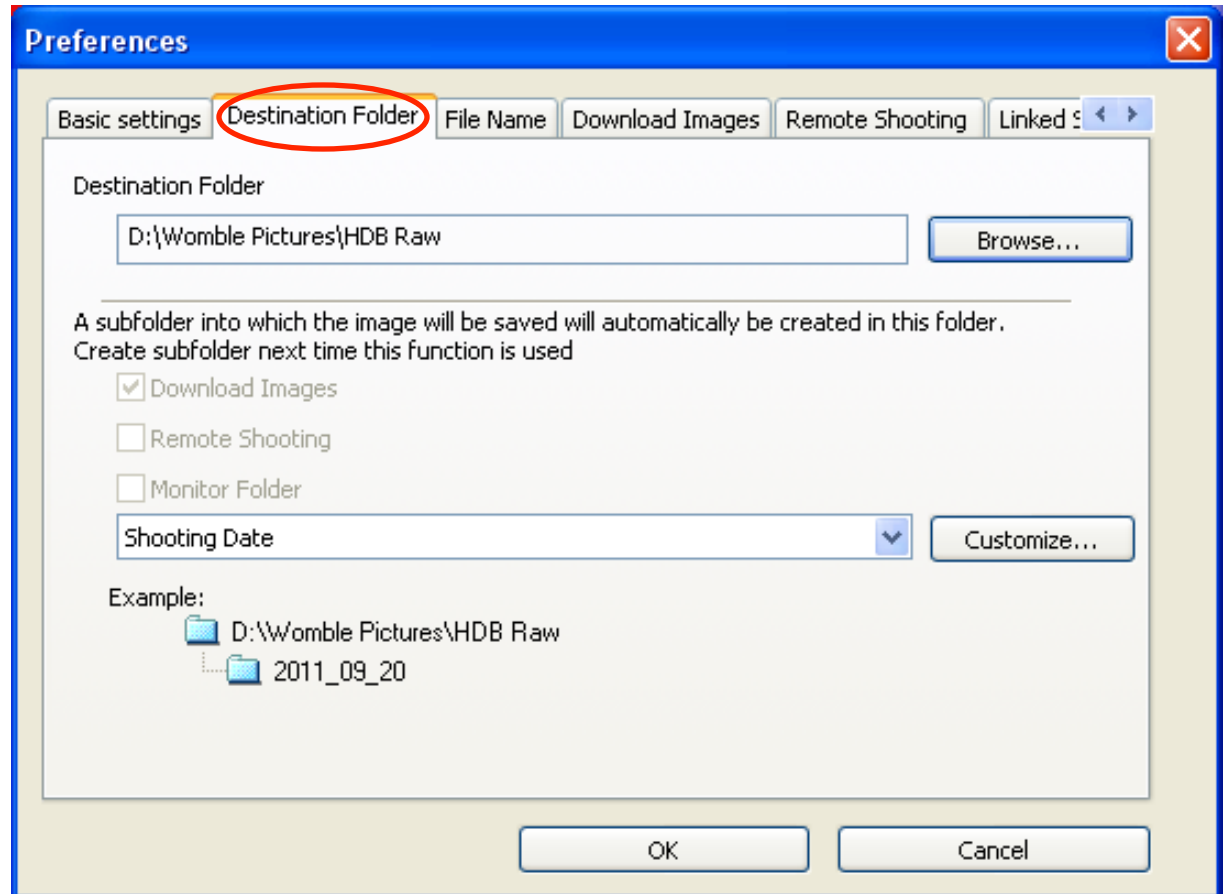 Preferences
Basic settings Destination Folder File Name Download Images Remote Shooting Linked S
Destination Folder
D:\Womble Pictures\HDB Raw Browse...
A subfolder into which the image will be saved will automatically be created in this folder.
Create subfolder next time this function is used
Download Images
Remote Shooting
Monitor Folder
Shooting Date Customize...
Example:
D:\Womble Pictures\HDB Raw
2011_09_20
OK Cancel